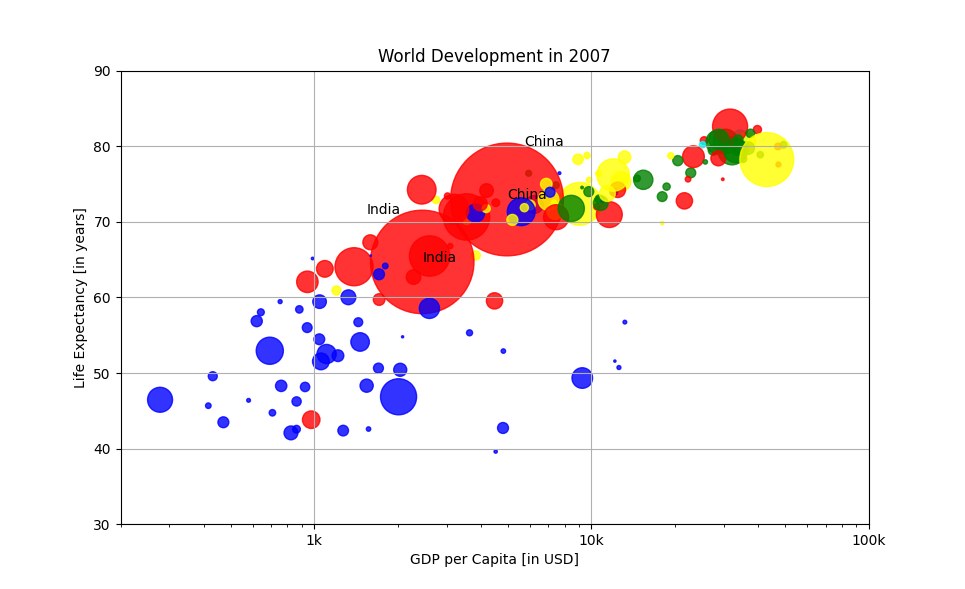 World Development in 2007
90
80
70
60
50
40
30
Life Expectancy [in years]
China
China
India
India
1k
10k
100k
GDP per Capita [in USD]